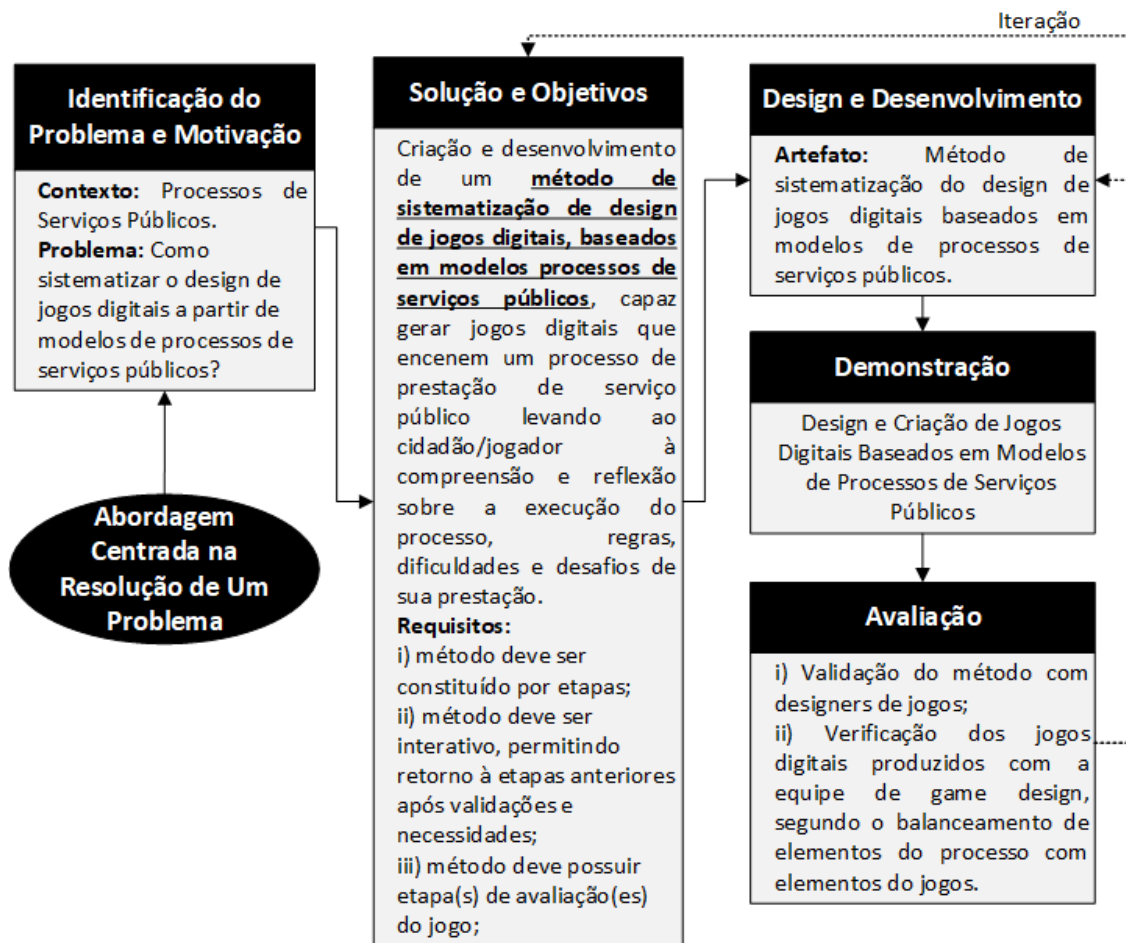 Iteração
Identificação do
Problema e Motivação
Contexto: Processos de
Serviços Públicos.
Problema: Como
sistematizar o design de
jogos digitais a partir de
modelos de processos de
serviços públicos?
Abordagem
Centrada na
Resolução de Um
Problema
Solução e Objetivos
Criação e desenvolvimento
de um método de
sistematização de design
de jogos digitais, baseados
em modelos processos de
serviços públicos, capaz
gerar jogos digitais que
encenem um processo de
prestação de serviço
público levando ao
cidadão/jogador à
compreensão e reflexão
sobre a execução do
processo, regras,
dificuldades e desafios de
sua prestação.
Requisitos:
i) método deve ser
constituído por etapas;
ii) método deve ser
interativo, permitindo
retorno à etapas anteriores
após validações e
necessidades;
iii) método deve possuir
etapa(s) de avaliação(es)
do jogo;
Design e Desenvolvimento
Artefato: Método de
sistematização do design de
jogos digitais baseados em
modelos de processos de
serviços públicos.
Demonstração
Design e Criação de Jogos
Digitais Baseados em Modelos
de Processos de Serviços
Públicos
Avaliação
i) Validação do método com
designers de jogos;
ii) Verificação dos jogos
digitais produzidos com a
equipe de game design,
segundo o balanceamento de
elementos do processo com
elementos do jogos.